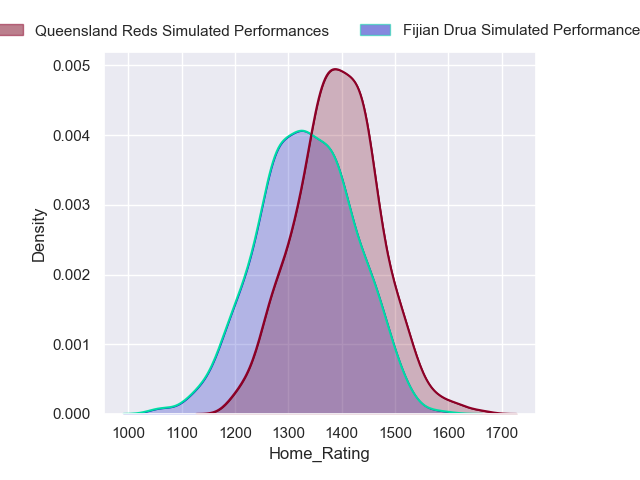 Queensland Reds Simulated Performances Fijian Drua Simulated Performance
0.005
0.004
0.003
0.002
0.001
0.000
Density
1000 1100 1200 1300 1400 1500 1600 1700
Home_Rating